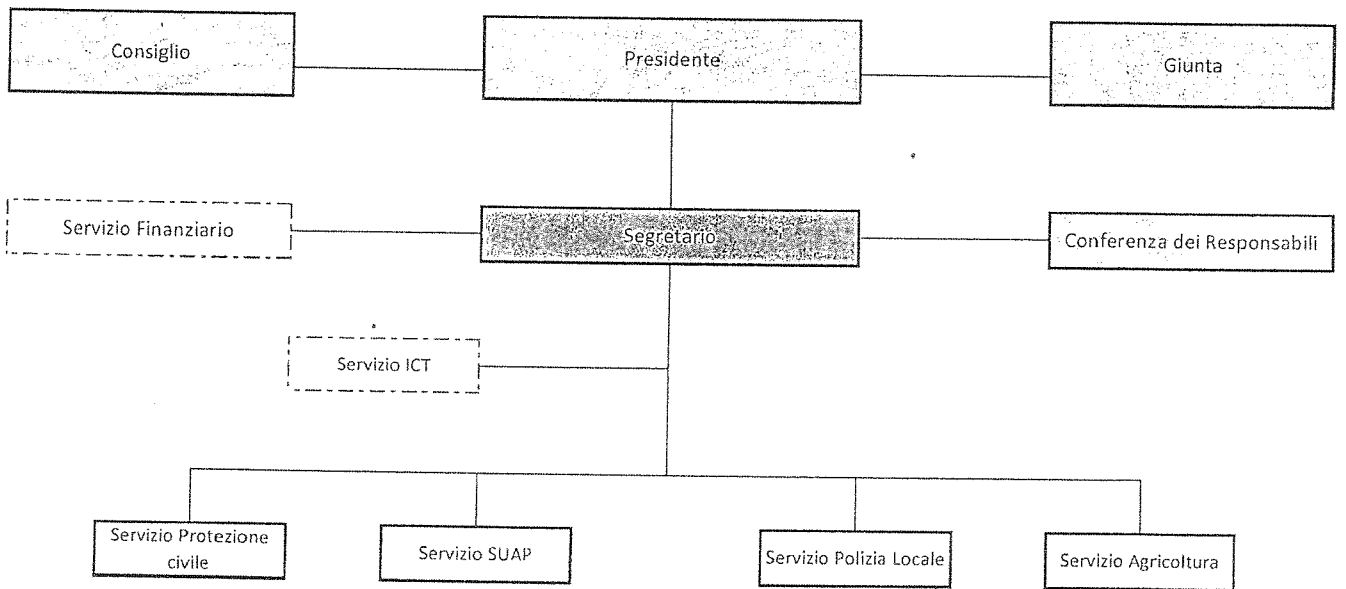 Consiglio
Presidente
Giunta
Servizio Finanziario
Segretario
Conferenza dei Responsabili
Servizio ICT
Servizio Protezione
civile
Servizio SUAP
Servizio Polizia Locale
Servizio Agricoltura